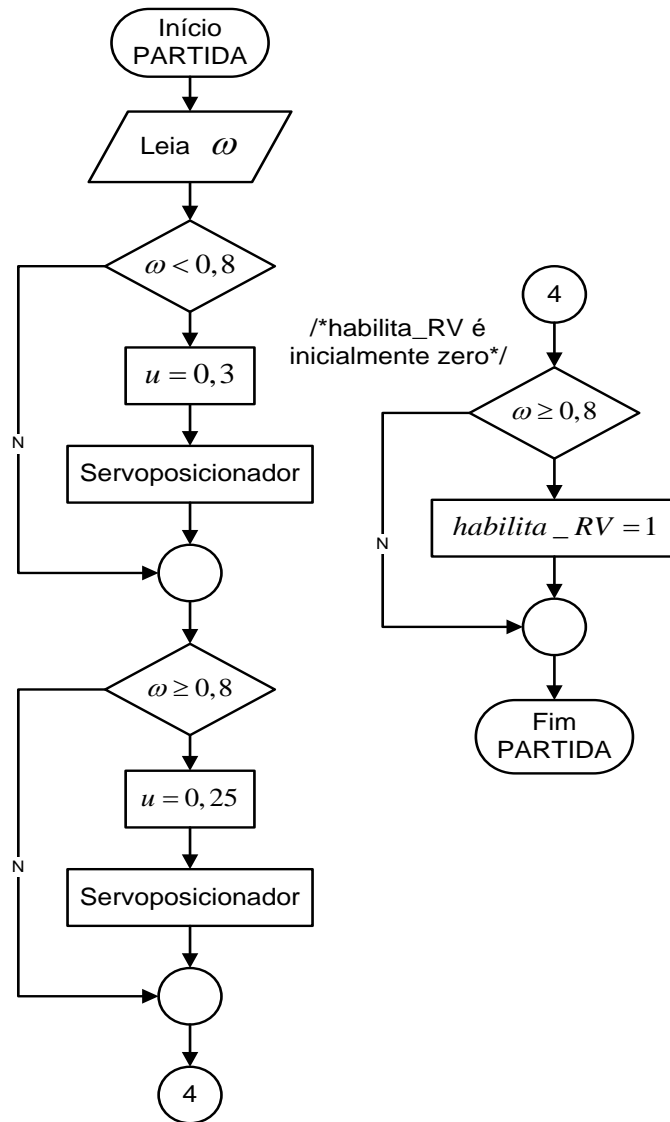 Início
PARTIDA
Leia ω
ω < 0,8
N
u = 0,3
Servoposicionador
ω ≥ 0,8
N
u = 0,25
Servoposicionador
4
4
/*habilita_RV é
inicialmente zero*/
ω ≥ 0,8
N
habilita _ RV = 1
Fim
PARTIDA